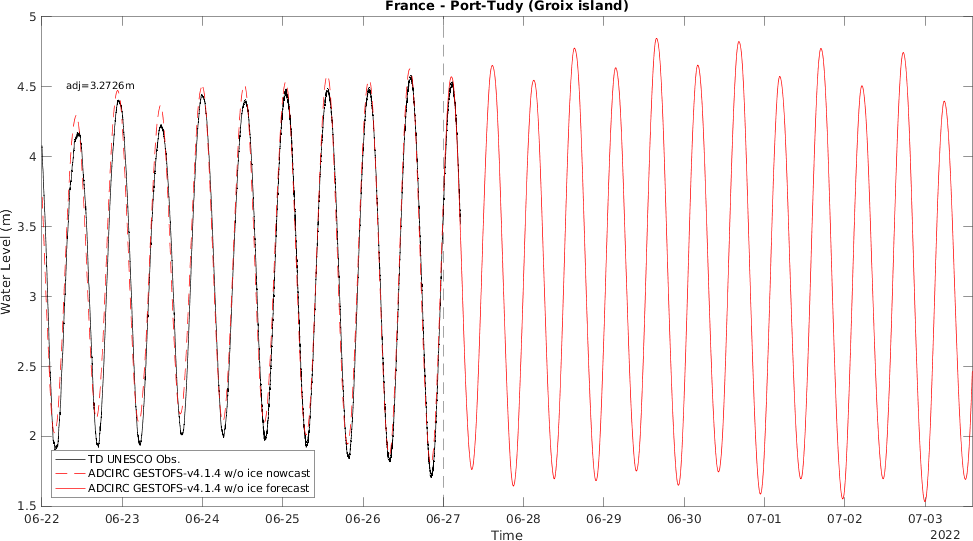 France - Port-Tudy (Groix island)
5
4.5
4
3.5
3
2.5
2
1.5
Water Level (m)
adj=3.2726m
TD UNESCO Obs.
ADCIRC GESTOFS-v4.1.4 w/o ice nowcast
ADCIRC GESTOFS-v4.1.4 w/o ice forecast
06-22 06-23 06-24 06-25 06-26 06-27 06-28 06-29 06-30 07-01 07-02 07-03
Time
2022